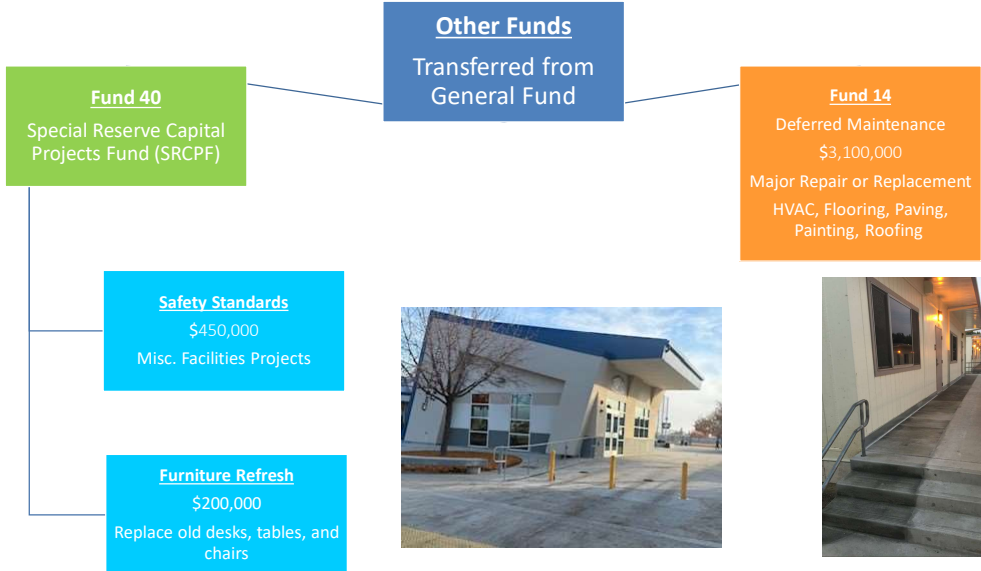 Other Funds
Transferred from
General Fund
Fund 40
Special Reserve Capital
Projects Fund (SRCPF)
Fund 14
Deferred Maintenance
$3,100,000
Major Repair or Replacement
HVAC, Flooring, Paving,
Painting, Roofing
Safety Standards
$450,000
Misc. Facilities Projects
Furniture Refresh
$200,000
Replace old desks, tables, and
chairs